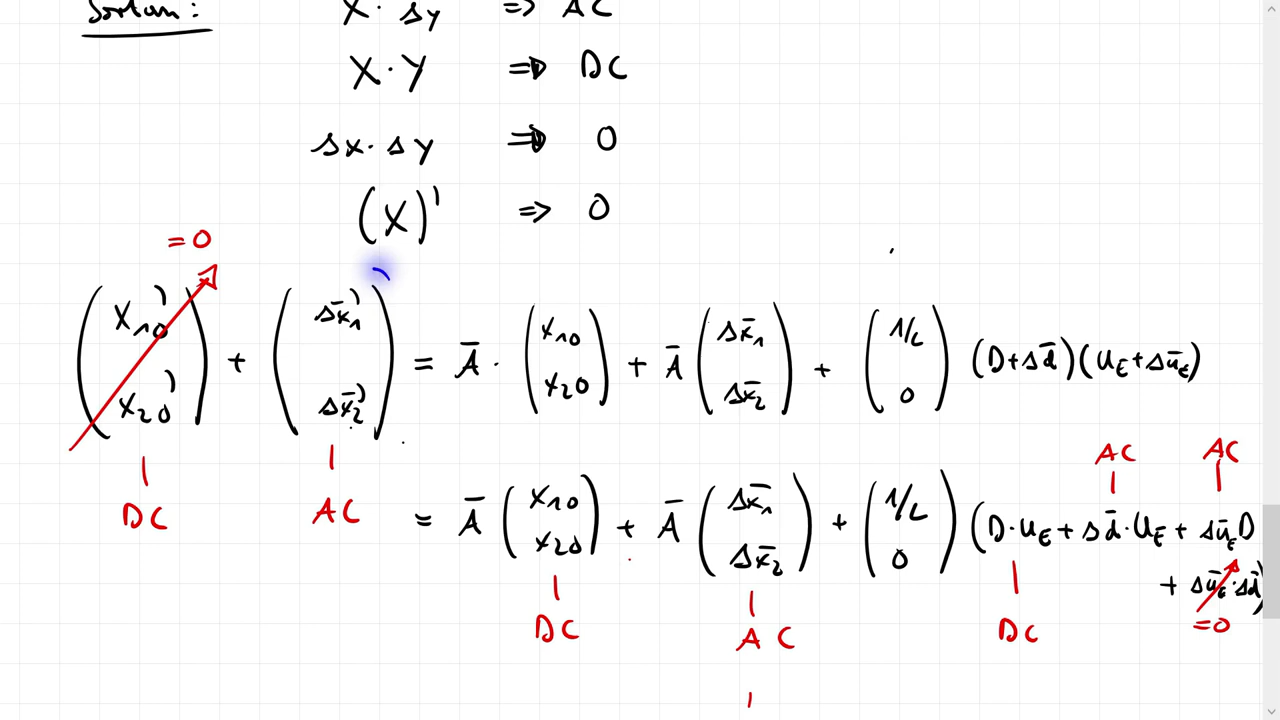 X · Δy => AC
X · Y => DC
Δx · Δy => 0
(X)' => 0
= 0
(x₁₀' x₂₀') + (Δx̄₁' Δx̄₂') = Ā · (x₁₀ x₂₀) + Ā (Δx̄₁ Δx̄₂) + (1/L 0) (D+Δd̄)(U_E+Δū_E)
DC AC AC AC
= Ā (x₁₀ x₂₀) + Ā (Δx̄₁ Δx̄₂) + (1/L 0) (D·U_E + Δd̄·U_E + Δū_E D
+ Δū_E·Δd̄)
DC AC DC =0